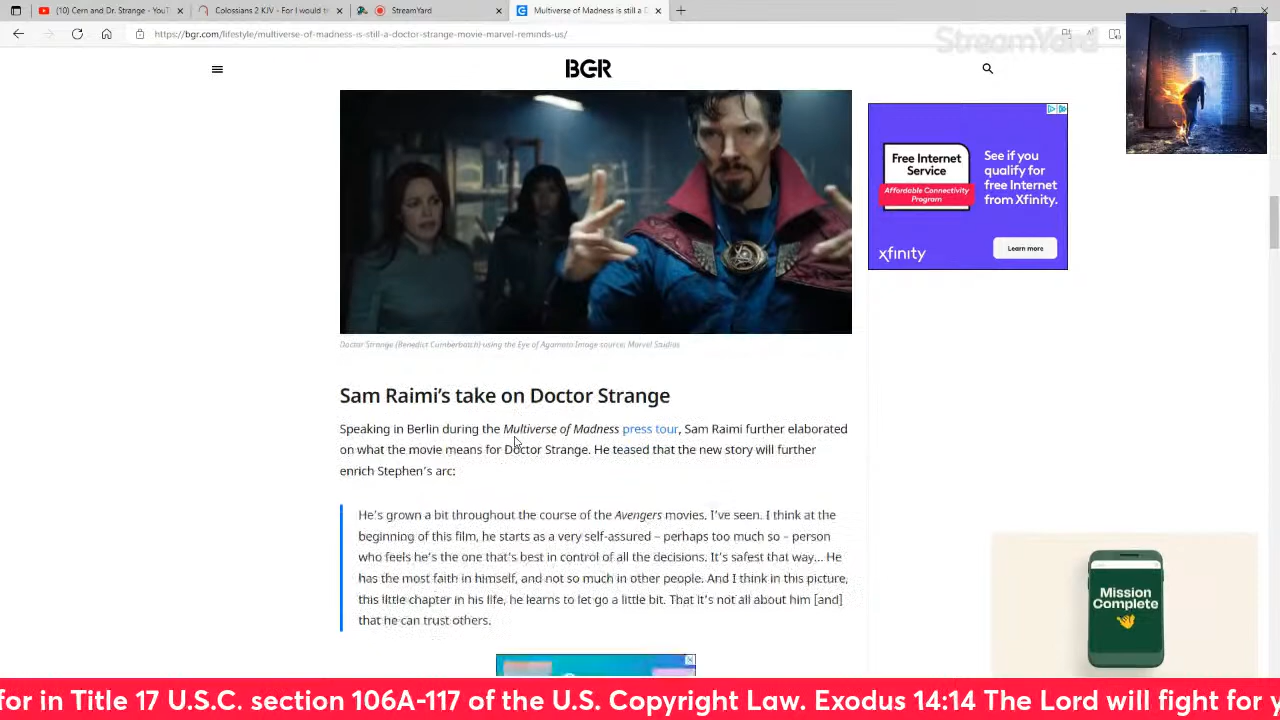 (10) Cern and Dr. Strange - YouTu
Colossians 2 KJV - For I would t
StreamYard
Multiverse of Madness is still a D
https://bgr.com/lifestyle/multiverse-of-madness-is-still-a-doctor-strange-movie-marvel-reminds-us/
StreamYard
BGR
Free Internet
Service
Affordable Connectivity
Program
See if you
qualify for
free Internet
from Xfinity.
xfinity
Learn more
Doctor Strange (Benedict Cumberbatch) using the Eye of Agamoto Image source: Marvel Studios
Sam Raimi's take on Doctor Strange
Speaking in Berlin during the Multiverse of Madness press tour, Sam Raimi further elaborated
on what the movie means for Doctor Strange. He teased that the new story will further
enrich Stephen's arc:
He's grown a bit throughout the course of the Avengers movies, I've seen. I think at the
beginning of this film, he starts as a very self-assured – perhaps too much so – person
who feels he's the one that's best in control of all the decisions. It's safest that way… He
has the most faith in himself, and not so much in other people. And I think in this picture,
this little chapter in his life, he learns to let go a little bit. That it's not all about him [and]
that he can trust others.
Mission
Complete
for in Title 17 U.S.C. section 106A-117 of the U.S. Copyright Law. Exodus 14:14 The Lord will fight for y